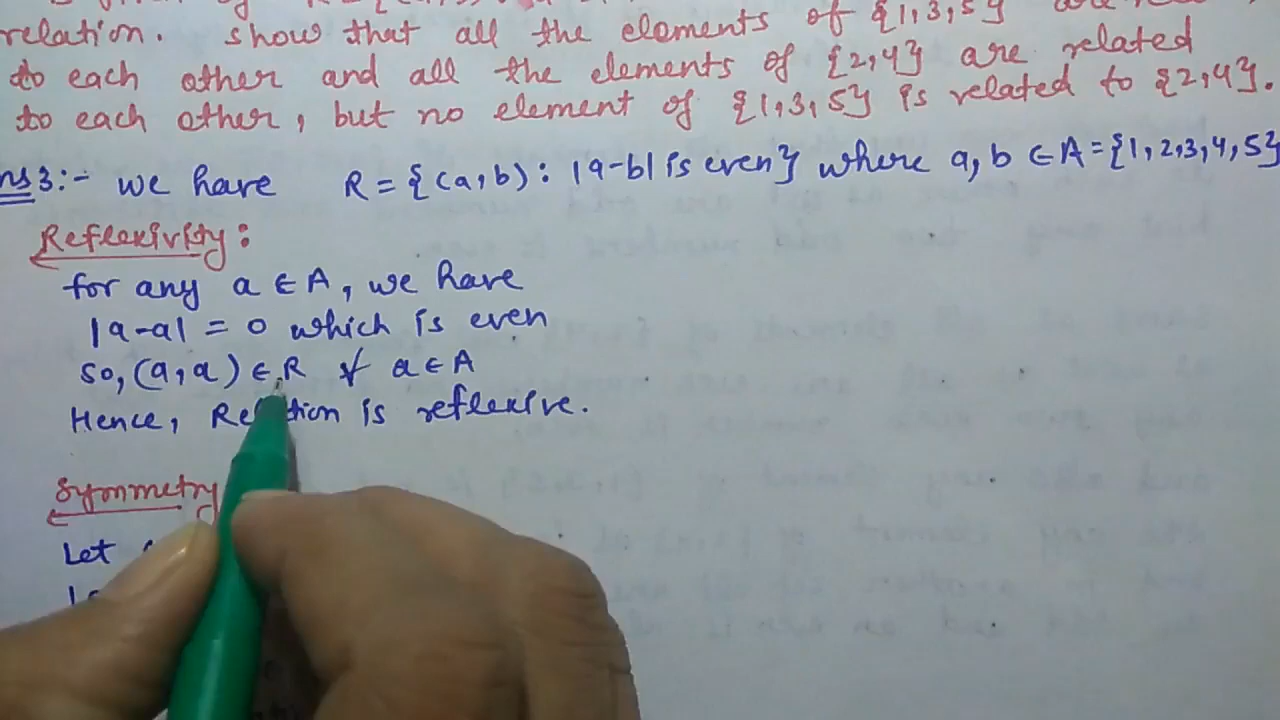 relation. show that all the elements of {1,3,5}
to each other and all the elements of {2,4} are related
to each other, but no element of {1,3,5} is related to {2,4}.
ns 3:- we have R = {(a,b) : |a-b| is even} where a, b ∈ A = {1,2,3,4,5}
Reflexivity:
for any a ∈ A, we have
|a-a| = 0 which is even
so, (a,a) ∈ R ∀ a ∈ A
Hence, Relation is reflexive.
Symmetry
Let